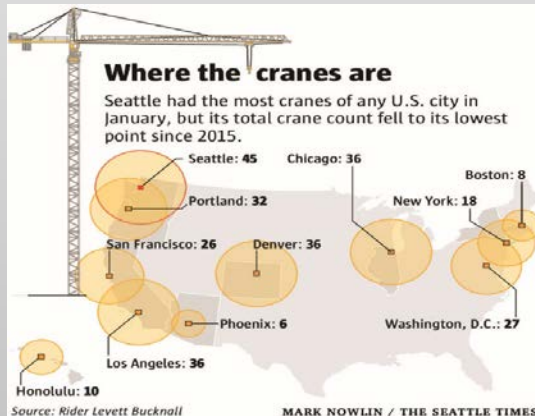 Where the cranes are
Seattle had the most cranes of any U.S. city in
January, but its total crane count fell to its lowest
point since 2015.
Seattle: 45
Chicago: 36
Boston: 8
Portland: 32
New York: 18
San Francisco: 26
Denver: 36
Phoenix: 6
Washington, D.C.: 27
Los Angeles: 36
Honolulu: 10
Source: Rider Levett Bucknall
MARK NOWLIN / THE SEATTLE TIMES